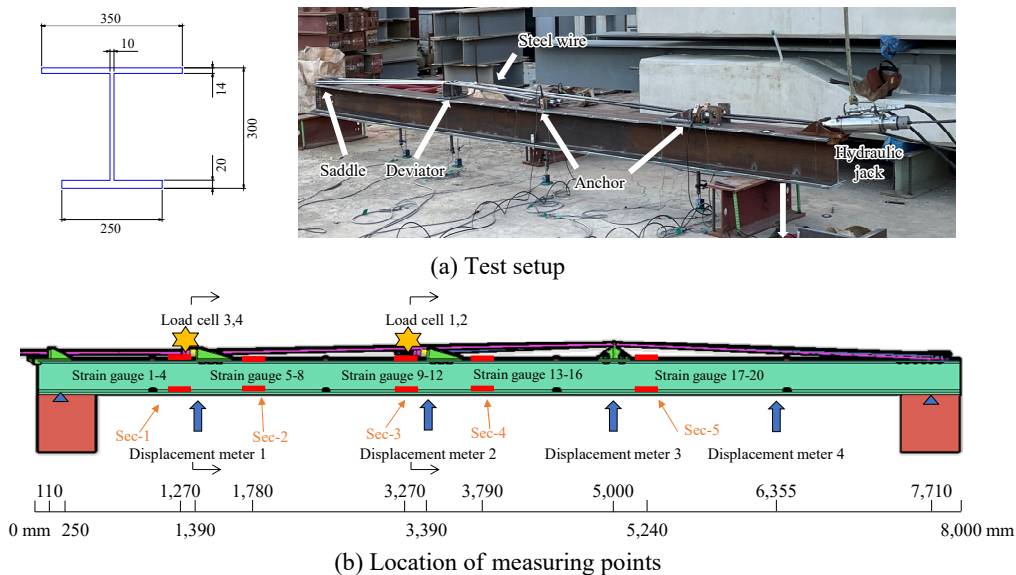 350
10
14
300
20
250
Steel wire
Saddle
Deviator
Anchor
Hydraulic
jack
(a) Test setup
Load cell 3,4
Load cell 1,2
Strain gauge 1-4
Strain gauge 5-8
Strain gauge 9-12
Strain gauge 13-16
Strain gauge 17-20
Sec-1
Sec-2
Sec-3
Sec-4
Sec-5
Displacement meter 1
Displacement meter 2
Displacement meter 3
Displacement meter 4
110
1,270
1,780
3,270
3,790
5,000
6,355
7,710
0 mm
250
1,390
3,390
5,240
8,000 mm
(b) Location of measuring points